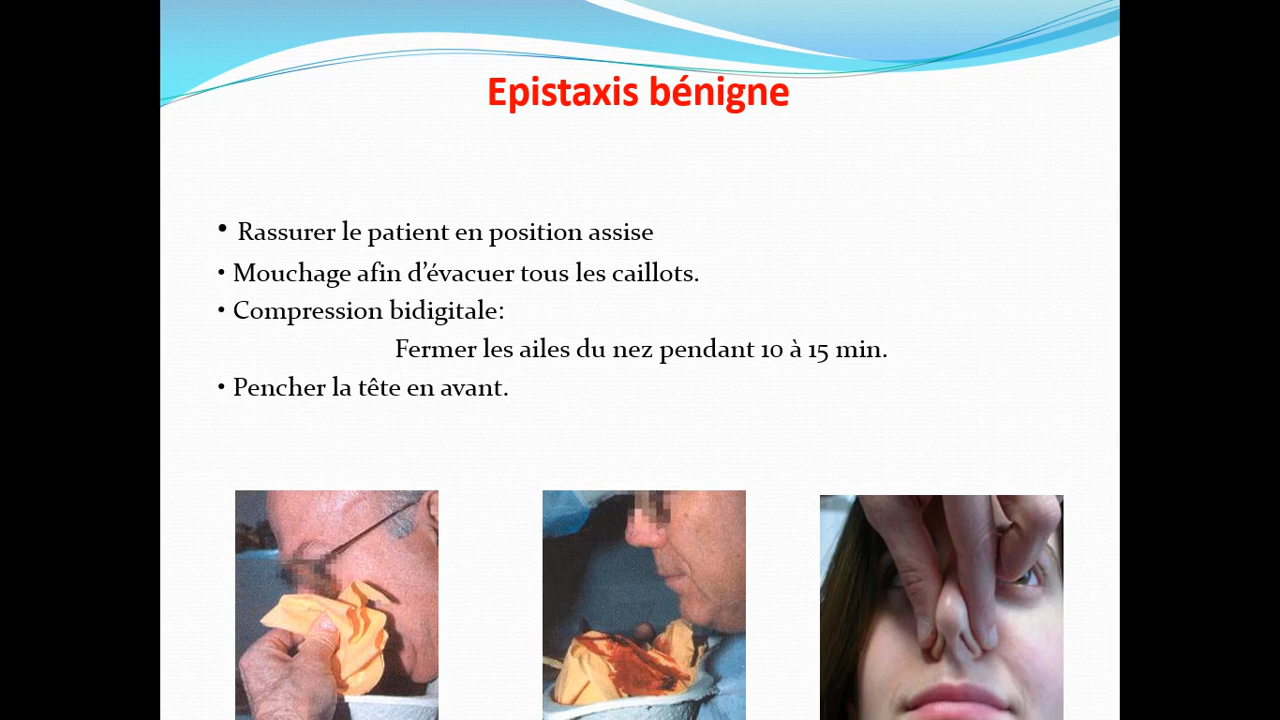 Epistaxis bénigne
• Rassurer le patient en position assise
• Mouchage afin d’évacuer tous les caillots.
• Compression bidigitale:
Fermer les ailes du nez pendant 10 à 15 min.
• Pencher la tête en avant.